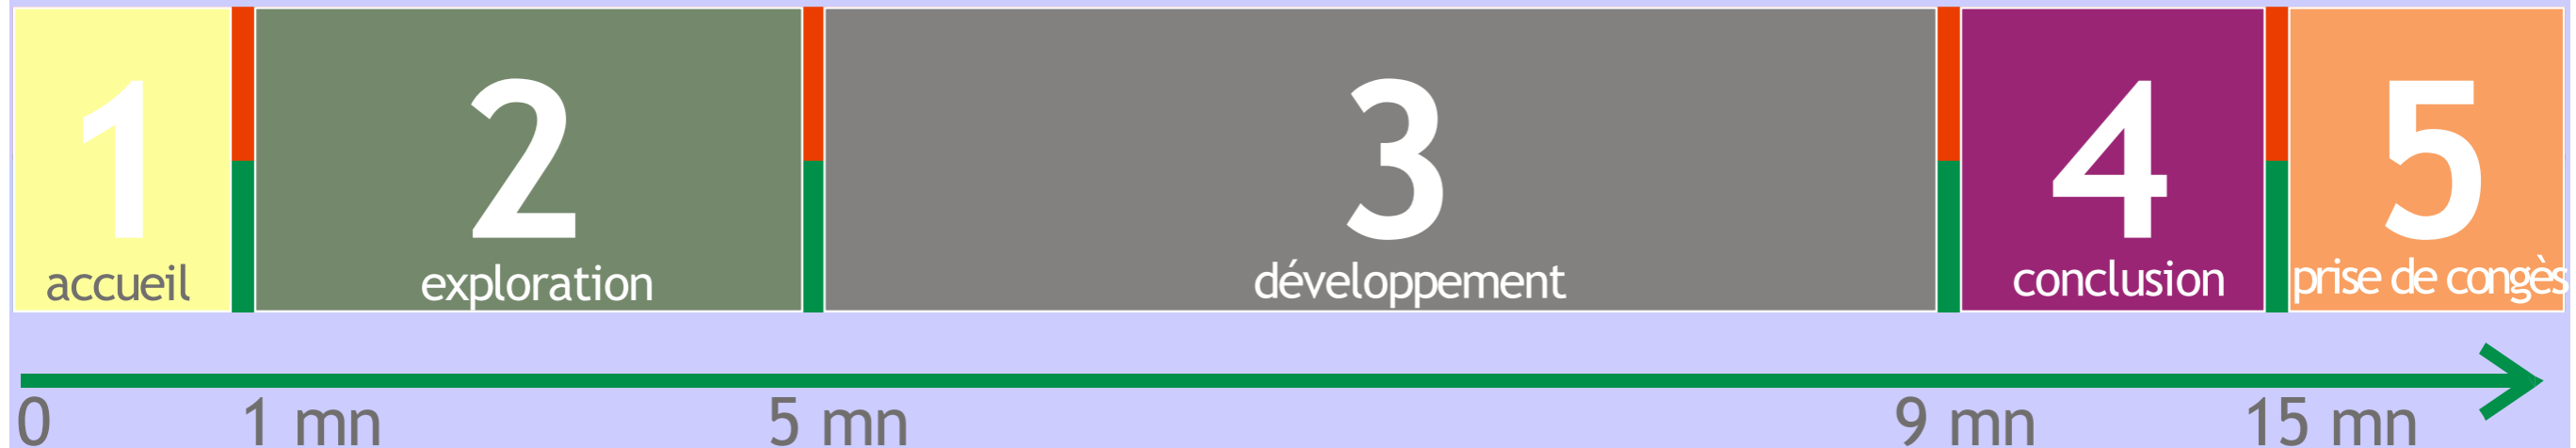 1 2 3 4 5
accueil exploration développement conclusion prise de congès
0 1 mn 5 mn 9 mn 15 mn